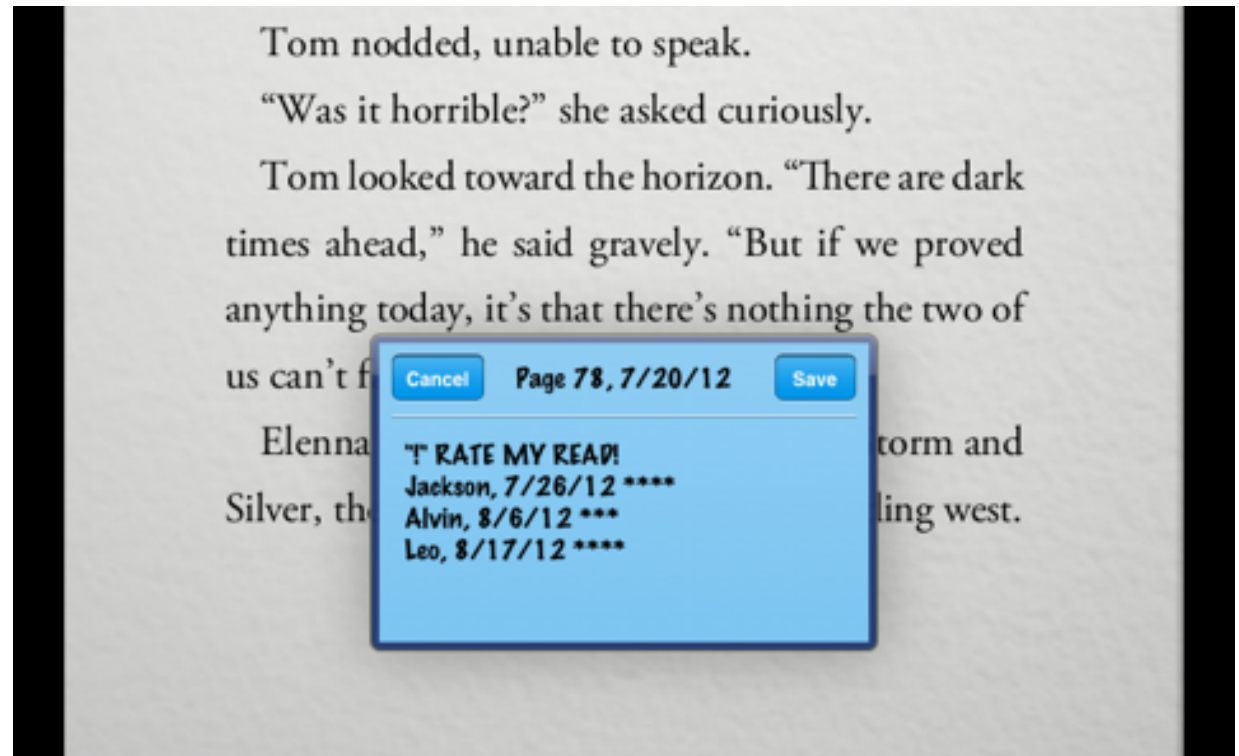 Tom nodded, unable to speak.
“Was it horrible?” she asked curiously.
Tom looked toward the horizon. “There are dark
times ahead,” he said gravely. “But if we proved
anything today, it’s that there’s nothing the two of
us can’t f
Cancel Page 78, 7/20/12 Save
Elenna torm and
"!" RATE MY READ!
Jackson, 7/26/12 ****
Silver, th ling west.
Alvin, 8/6/12 ***
Leo, 8/17/12 ****